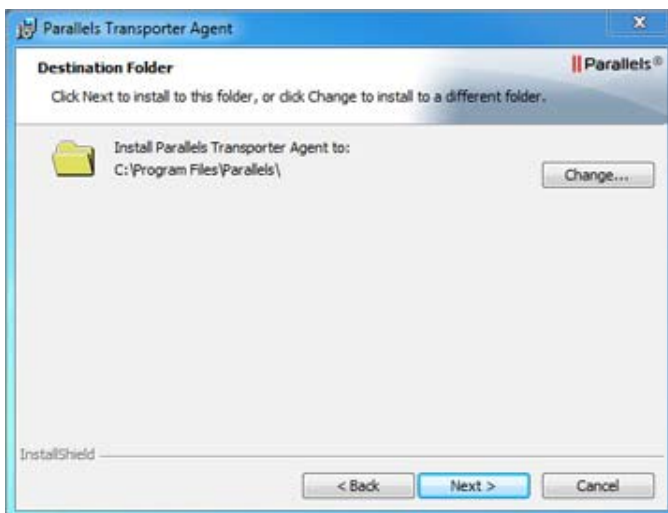 Parallels Transporter Agent
Destination Folder
Parallels®
Click Next to install to this folder, or click Change to install to a different folder.
Install Parallels Transporter Agent to:
C:\Program Files\Parallels\
Change...
InstallShield
< Back
Next >
Cancel